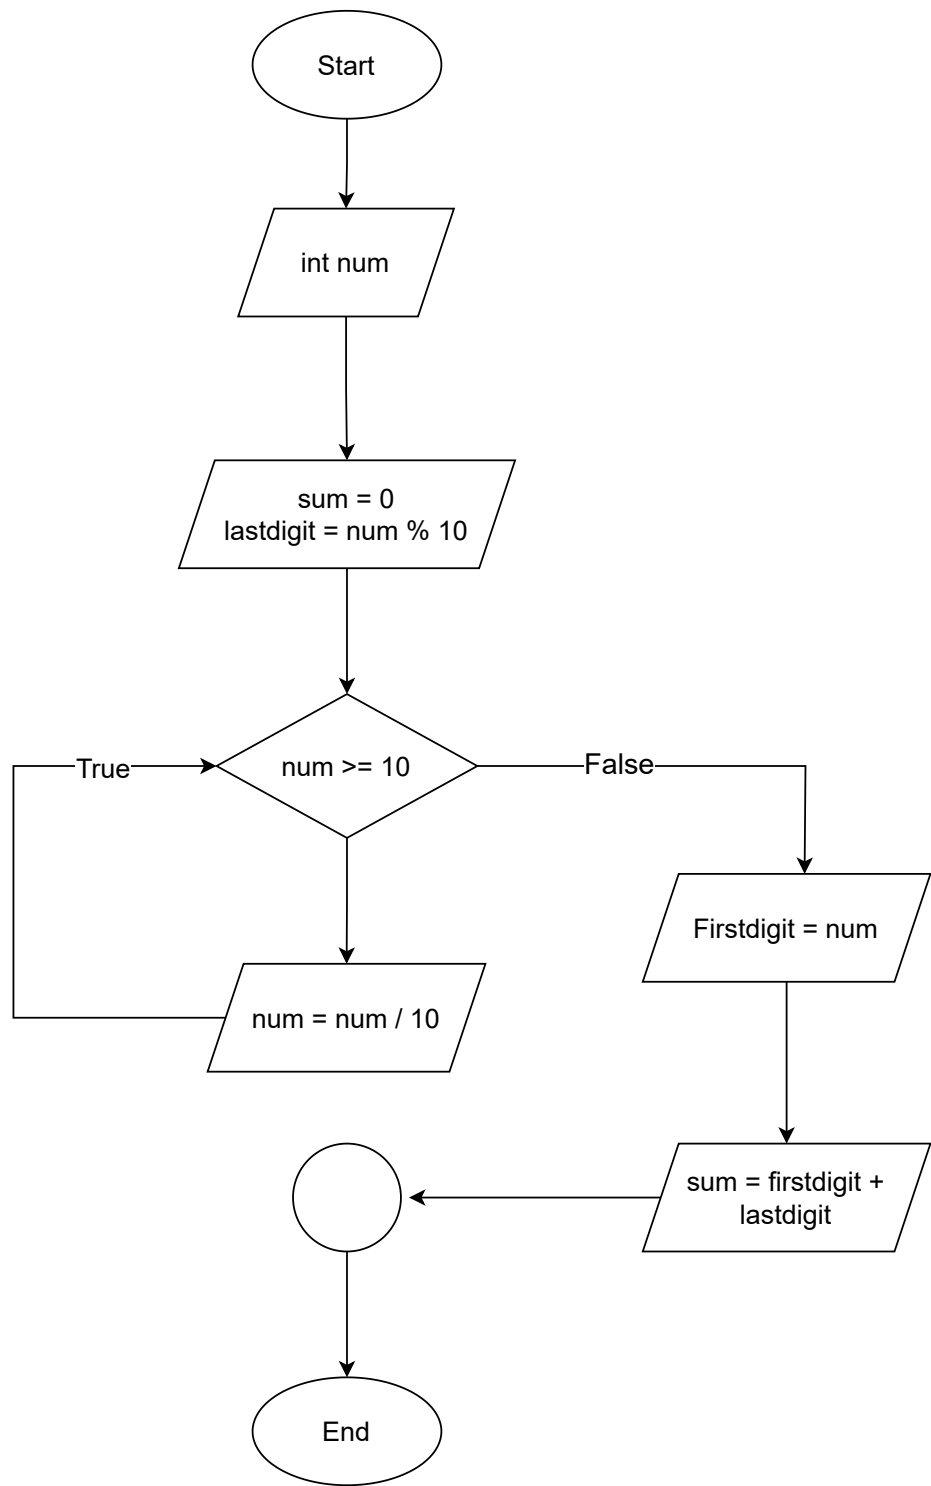 Start
int num
sum = 0
lastdigit = num % 10
num >= 10
True
False
Firstdigit = num
num = num / 10
sum = firstdigit +
lastdigit
End